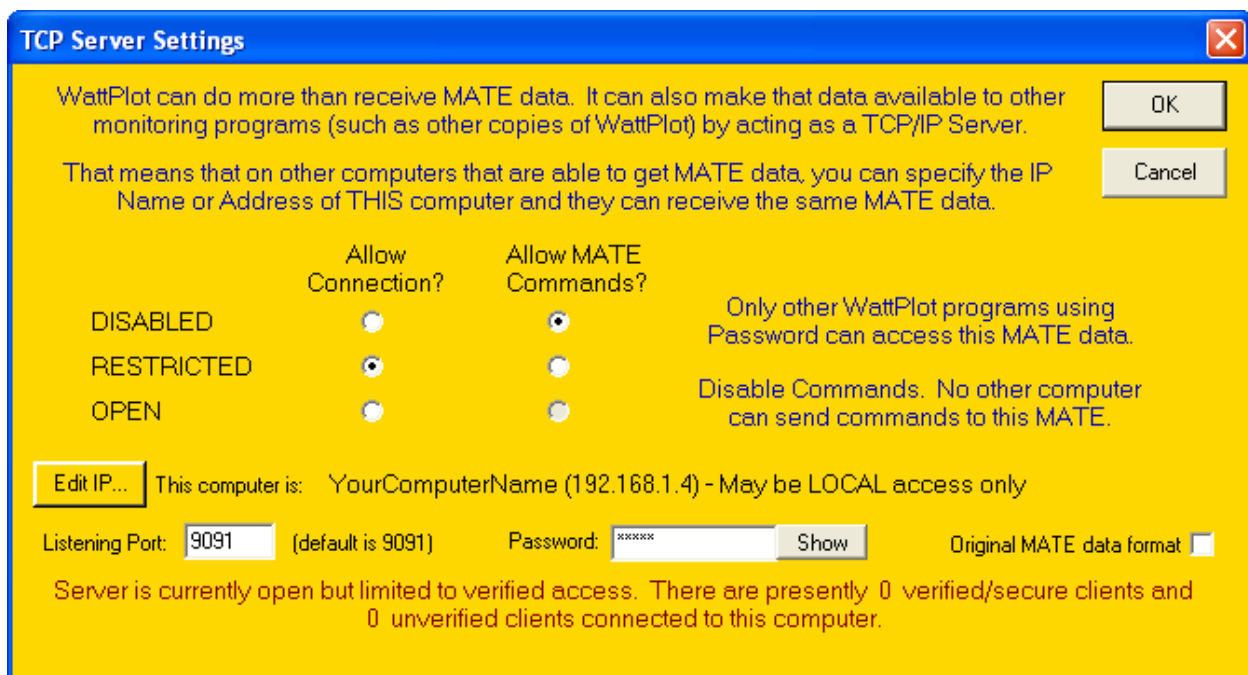 TCP Server Settings
WattPlot can do more than receive MATE data. It can also make that data available to other
monitoring programs (such as other copies of WattPlot) by acting as a TCP/IP Server.
OK
That means that on other computers that are able to get MATE data, you can specify the IP
Name or Address of THIS computer and they can receive the same MATE data.
Cancel
Allow
Connection?
Allow MATE
Commands?
DISABLED
RESTRICTED
OPEN
Only other WattPlot programs using
Password can access this MATE data.
Disable Commands. No other computer
can send commands to this MATE.
Edit IP... This computer is: YourComputerName (192.168.1.4) - May be LOCAL access only
Listening Port: 9091 (default is 9091) Password: ***** Show Original MATE data format
Server is currently open but limited to verified access. There are presently 0 verified/secure clients and
0 unverified clients connected to this computer.